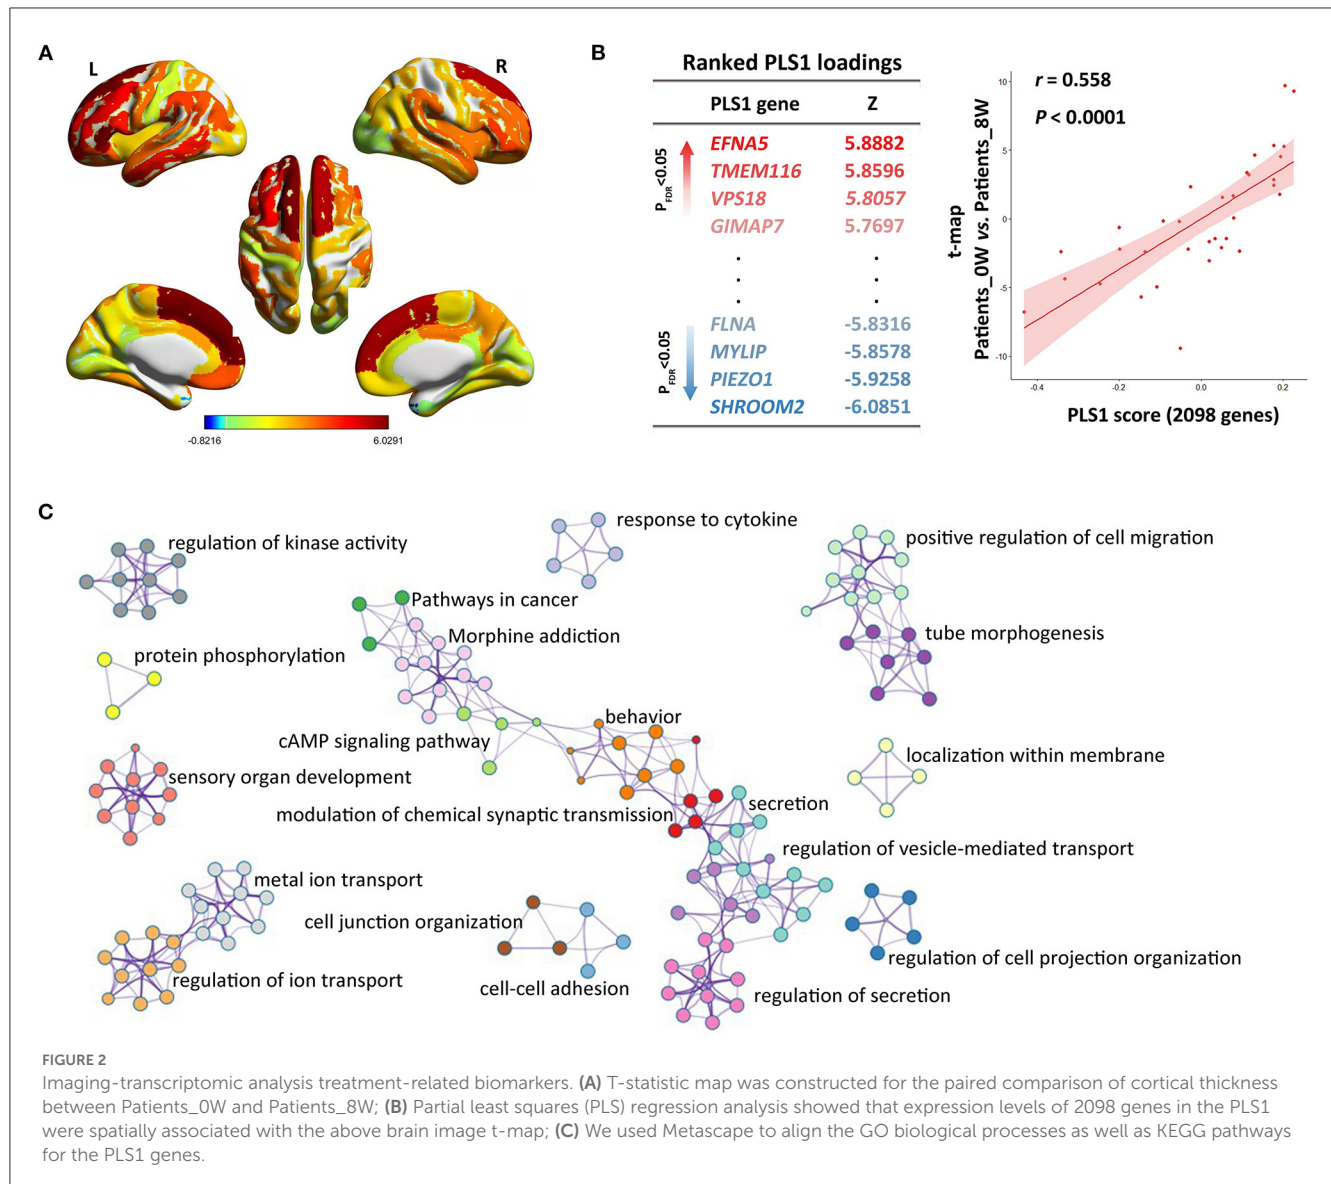 A
L
R
-0.8216
6.0291
B
Ranked PLS1 loadings
PLS1 gene Z
P_FDR<0.05
EFNA5 5.8882
TMEM116 5.8596
VPS18 5.8057
GIMAP7 5.7697
P_FDR<0.05
FLNA -5.8316
MYLIP -5.8578
PIEZO1 -5.9258
SHROOM2 -6.0851
t-map
Patients_0W vs. Patients_8W
r = 0.558
P < 0.0001
10
5
0
-5
-10
-0.4 -0.2 0.0 0.2
PLS1 score (2098 genes)
C
regulation of kinase activity
response to cytokine
positive regulation of cell migration
Pathways in cancer
Morphine addiction
tube morphogenesis
protein phosphorylation
behavior
cAMP signaling pathway
localization within membrane
sensory organ development
modulation of chemical synaptic transmission
secretion
regulation of vesicle-mediated transport
metal ion transport
cell junction organization
regulation of cell projection organization
regulation of ion transport
cell-cell adhesion
regulation of secretion
FIGURE 2
Imaging-transcriptomic analysis treatment-related biomarkers. (A) T-statistic map was constructed for the paired comparison of cortical thickness
between Patients_0W and Patients_8W; (B) Partial least squares (PLS) regression analysis showed that expression levels of 2098 genes in the PLS1
were spatially associated with the above brain image t-map; (C) We used Metascape to align the GO biological processes as well as KEGG pathways
for the PLS1 genes.